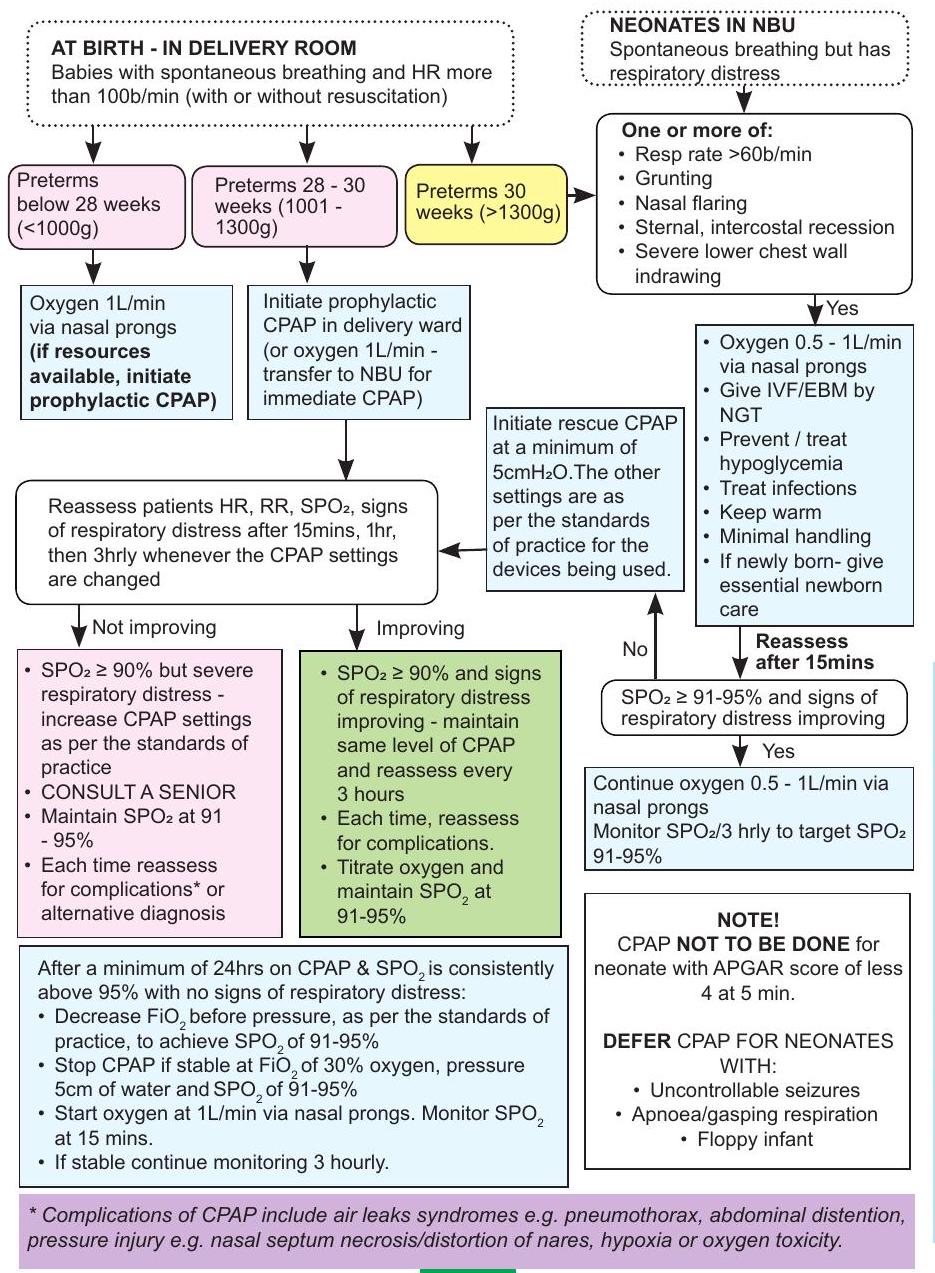 AT BIRTH - IN DELIVERY ROOM
Babies with spontaneous breathing and HR more
than 100b/min (with or without resuscitation)
NEONATES IN NBU
Spontaneous breathing but has
respiratory distress
Preterms
below 28 weeks
(<1000g)
Preterms 28 - 30
weeks (1001 -
1300g)
Preterms 30
weeks (>1300g)
One or more of:
• Resp rate >60b/min
• Grunting
• Nasal flaring
• Sternal, intercostal recession
• Severe lower chest wall
indrawing
Yes
Oxygen 1L/min
via nasal prongs
(if resources
available, initiate
prophylactic CPAP)
Initiate prophylactic
CPAP in delivery ward
(or oxygen 1L/min -
transfer to NBU for
immediate CPAP)
• Oxygen 0.5 - 1L/min
via nasal prongs
• Give IVF/EBM by
NGT
• Prevent / treat
hypoglycemia
• Treat infections
• Keep warm
• Minimal handling
• If newly born- give
essential newborn
care
Initiate rescue CPAP
at a minimum of
5cmH₂O.The other
settings are as
per the standards
of practice for the
devices being used.
Reassess patients HR, RR, SPO₂, signs
of respiratory distress after 15mins, 1hr,
then 3hrly whenever the CPAP settings
are changed
Not improving
Improving
No
Reassess
after 15mins
SPO₂ ≥ 91-95% and signs of
respiratory distress improving
Yes
Continue oxygen 0.5 - 1L/min via
nasal prongs
Monitor SPO₂/3 hrly to target SPO₂
91-95%
• SPO₂ ≥ 90% but severe
respiratory distress -
increase CPAP settings
as per the standards of
practice
• CONSULT A SENIOR
• Maintain SPO₂ at 91
- 95%
• Each time reassess
for complications* or
alternative diagnosis
• SPO₂ ≥ 90% and signs
of respiratory distress
improving - maintain
same level of CPAP
and reassess every
3 hours
• Each time, reassess
for complications.
• Titrate oxygen and
maintain SPO₂ at
91-95%
NOTE!
CPAP NOT TO BE DONE for
neonate with APGAR score of less
4 at 5 min.
DEFER CPAP FOR NEONATES
WITH:
• Uncontrollable seizures
• Apnoea/gasping respiration
• Floppy infant
After a minimum of 24hrs on CPAP & SPO₂ is consistently
above 95% with no signs of respiratory distress:
• Decrease FiO₂ before pressure, as per the standards of
practice, to achieve SPO₂ of 91-95%
• Stop CPAP if stable at FiO₂ of 30% oxygen, pressure
5cm of water and SPO₂ of 91-95%
• Start oxygen at 1L/min via nasal prongs. Monitor SPO₂
at 15 mins.
• If stable continue monitoring 3 hourly.
* Complications of CPAP include air leaks syndromes e.g. pneumothorax, abdominal distention,
pressure injury e.g. nasal septum necrosis/distortion of nares, hypoxia or oxygen toxicity.